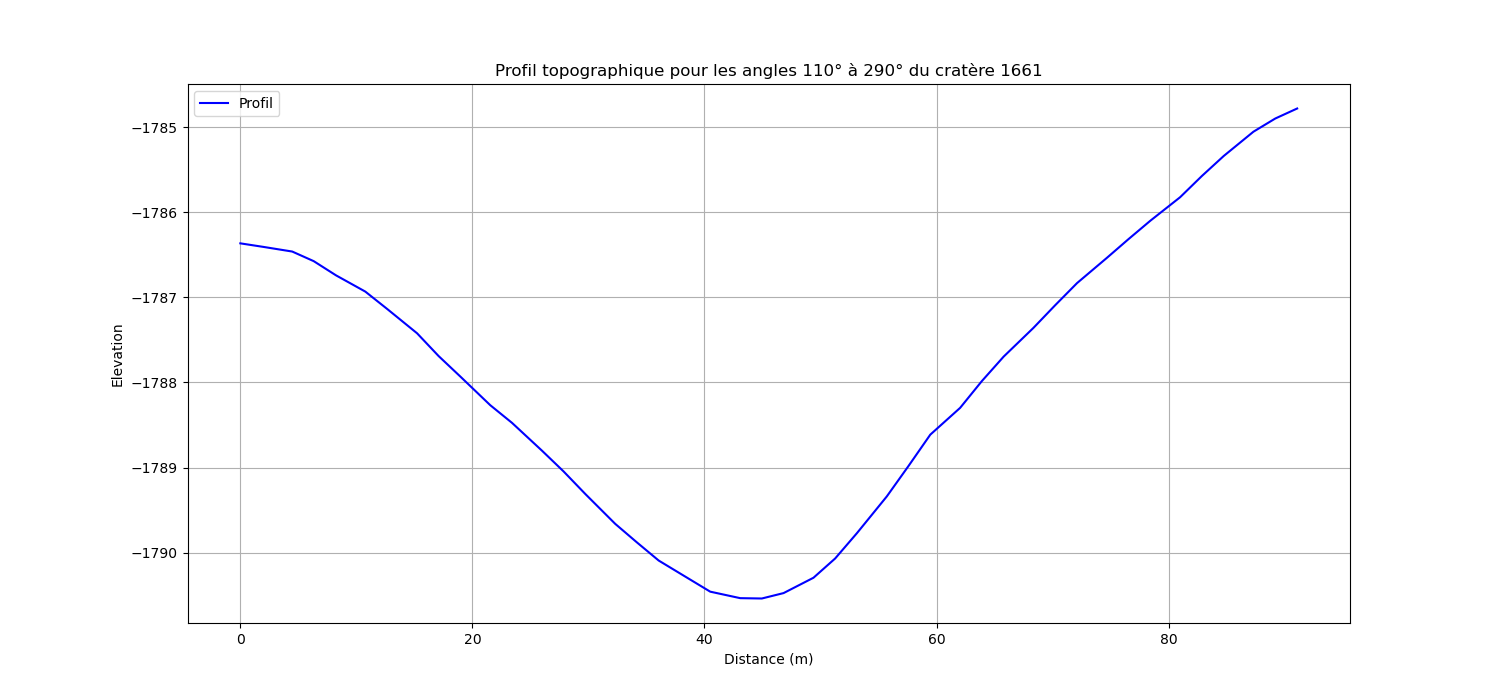 Profil topographique pour les angles 110° à 290° du cratère 1661
Profil
−1785
−1786
−1787
−1788
−1789
−1790
Elevation
0 20 40 60 80
Distance (m)